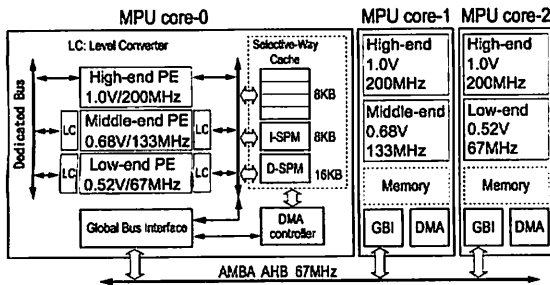 MPU core-0
LC: Level Converter
Selective-Way
Cache
Dedicated Bus
High-end PE
1.0V/200MHz
8KB
LC
Middle-end PE
0.68V/133MHz
LC
I-SPM
8KB
LC
Low-end PE
0.52V/67MHz
LC
D-SPM
16KB
Global Bus Interface
DMA
controller
MPU core-1
High-end
1.0V
200MHz
Middle-end
0.68V
133MHz
Memory
GBI
DMA
MPU core-2
High-end
1.0V
200MHz
Low-end
0.52V
67MHz
Memory
GBI
DMA
AMBA AHB 67MHz